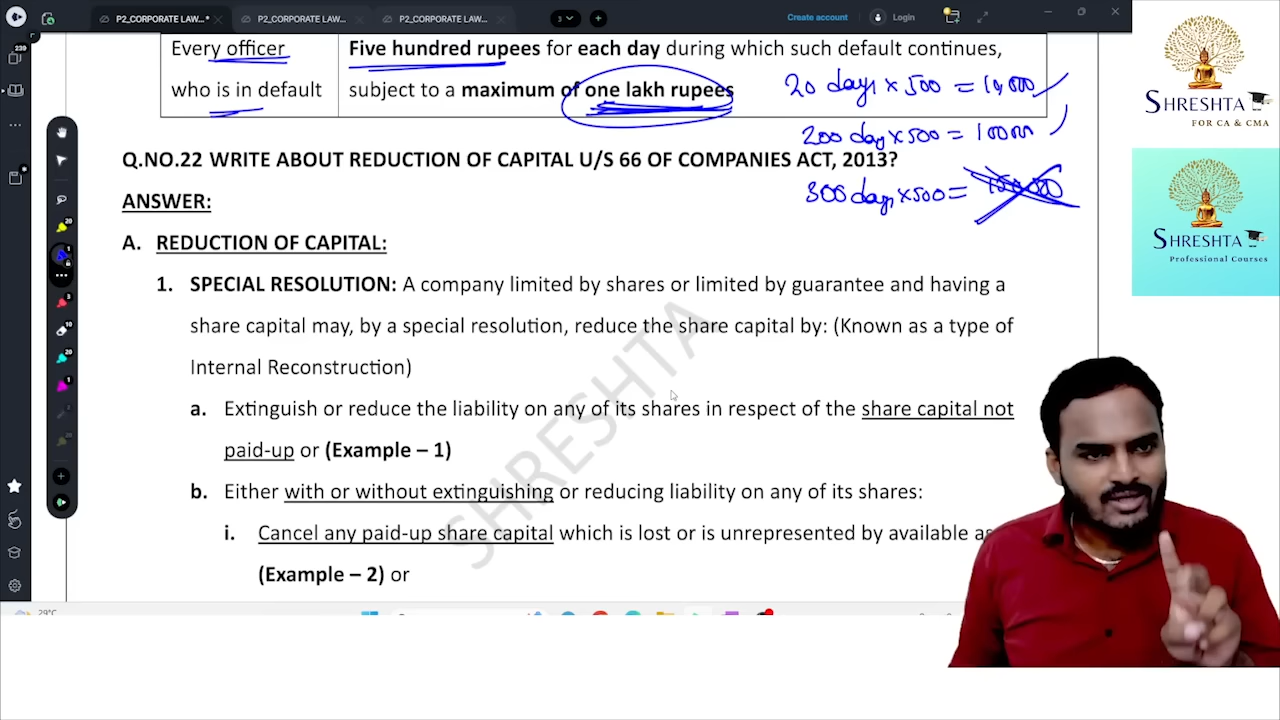 P2_CORPORATE LAW...*
P2_CORPORATE LAW...
P2_CORPORATE LAW...
3
Create account
Login
239
Every officer
who is in default
Five hundred rupees for each day during which such default continues,
subject to a maximum of one lakh rupees
20 days × 500 = 10,000
200 day × 500 = 100000
300 days × 500 =
Q.NO.22 WRITE ABOUT REDUCTION OF CAPITAL U/S 66 OF COMPANIES ACT, 2013?
ANSWER:
A. REDUCTION OF CAPITAL:
1. SPECIAL RESOLUTION: A company limited by shares or limited by guarantee and having a
share capital may, by a special resolution, reduce the share capital by: (Known as a type of
Internal Reconstruction)
a. Extinguish or reduce the liability on any of its shares in respect of the share capital not
paid-up or (Example – 1)
b. Either with or without extinguishing or reducing liability on any of its shares:
i. Cancel any paid-up share capital which is lost or is unrepresented by available as
(Example – 2) or
SHRESHTA
29°C
SHRESHTA
FOR CA & CMA
SHRESHTA
Professional Courses